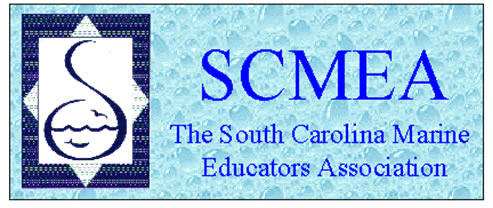 SCMEA
The South Carolina Marine
Educators Association